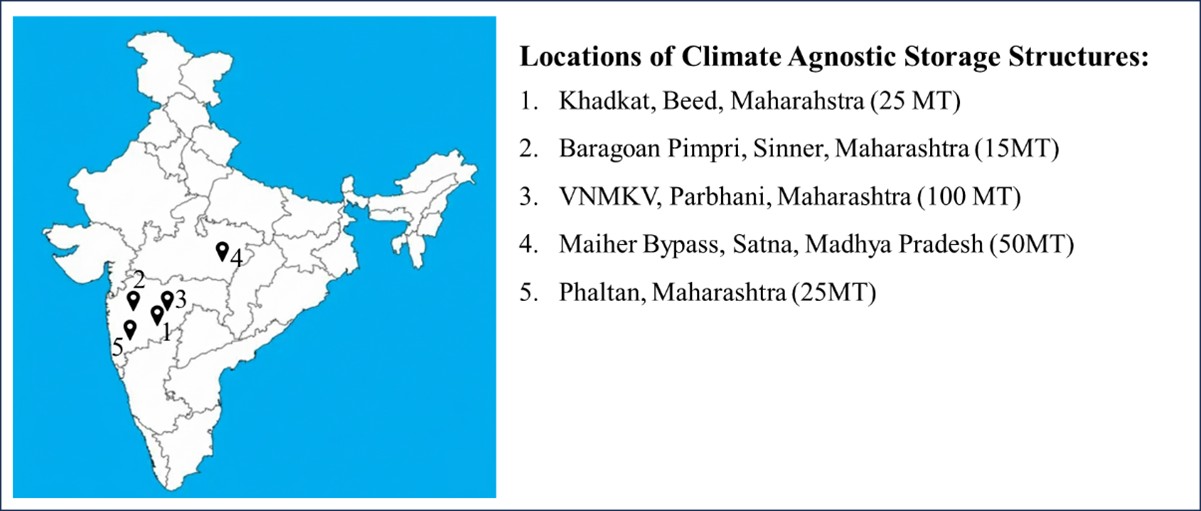 Locations of Climate Agnostic Storage Structures:
1. Khadkat, Beed, Maharahstra (25 MT)
2. Baragoan Pimpri, Sinner, Maharashtra (15MT)
3. VNMKV, Parbhani, Maharashtra (100 MT)
4. Maiher Bypass, Satna, Madhya Pradesh (50MT)
5. Phaltan, Maharashtra (25MT)
4
2
3
1
5